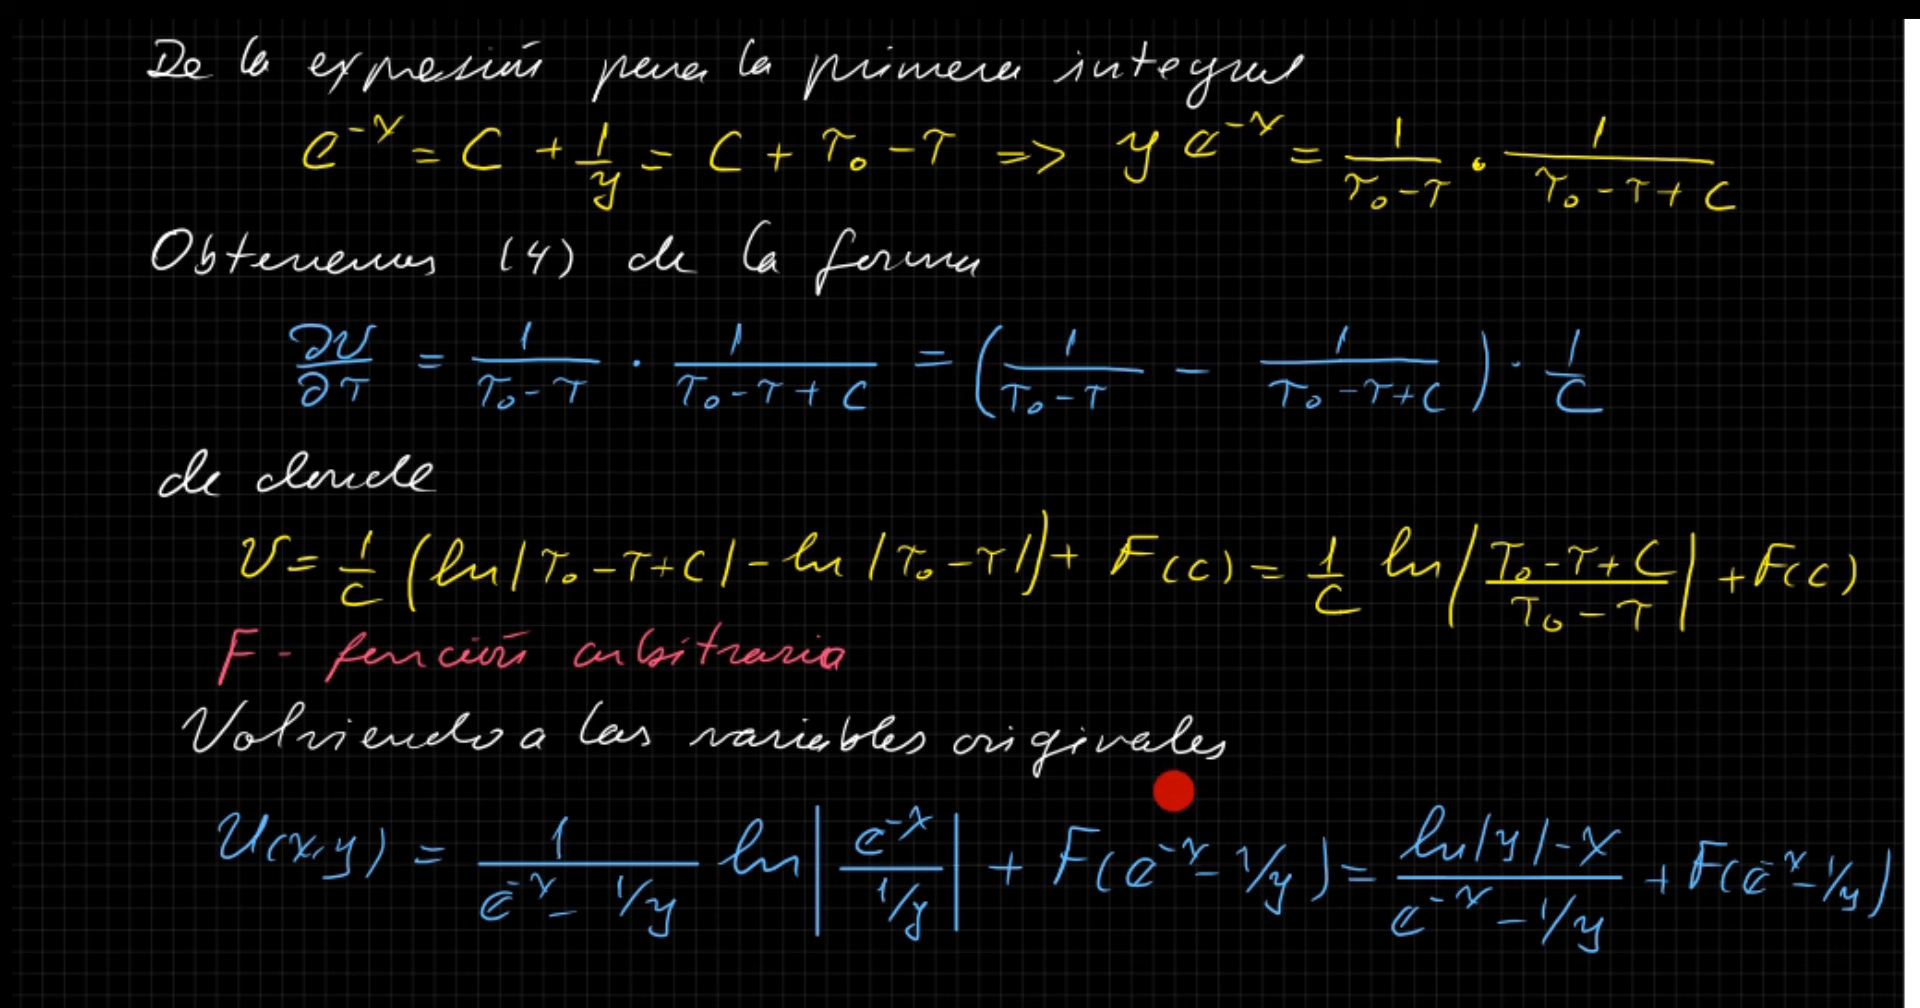 De la expresión para la primera integral
e^{-x} = C + 1/y = C + τ₀ - τ => y e^{-x} = 1/(τ₀ - τ) · 1/(τ₀ - τ + C)
Obtenemos (4) de la forma
∂U/∂τ = 1/(τ₀ - τ) · 1/(τ₀ - τ + C) = (1/(τ₀ - τ) - 1/(τ₀ - τ + C)) · 1/C
de donde
U = 1/C (ln|τ₀ - τ + C| - ln|τ₀ - τ|) + F(C) = 1/C ln|(τ₀ - τ + C)/(τ₀ - τ)| + F(C)
F - función arbitraria
Volviendo a las variables originales
U(x,y) = 1/(e^{-x} - 1/y) ln|e^{-x}/(1/y)| + F(e^{-x} - 1/y) = (ln|y| - x)/(e^{-x} - 1/y) + F(e^{-x} - 1/y)